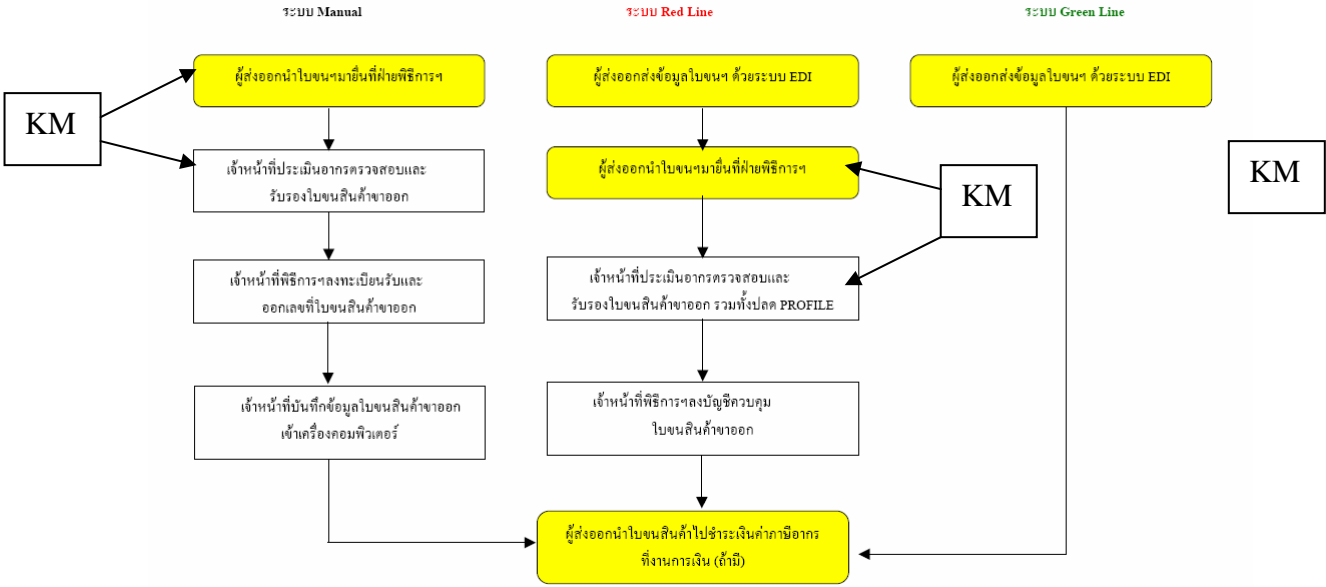 ระบบ Manual
ระบบ Red Line
ระบบ Green Line
KM
ผู้ส่งออกนำใบขนฯมายื่นที่ฝ่ายพิธีการฯ
เจ้าหน้าที่ประเมินอากรตรวจสอบและ
รับรองใบขนสินค้าขาออก
เจ้าหน้าที่พิธีการฯลงทะเบียนรับและ
ออกเลขที่ใบขนสินค้าขาออก
เจ้าหน้าที่บันทึกข้อมูลใบขนสินค้าขาออก
เข้าเครื่องคอมพิวเตอร์
ผู้ส่งออกส่งข้อมูลใบขนฯ ด้วยระบบ EDI
ผู้ส่งออกนำใบขนฯมายื่นที่ฝ่ายพิธีการฯ
KM
เจ้าหน้าที่ประเมินอากรตรวจสอบและ
รับรองใบขนสินค้าขาออก รวมทั้งปลด PROFILE
เจ้าหน้าที่พิธีการฯลงบัญชีควบคุม
ใบขนสินค้าขาออก
ผู้ส่งออกส่งข้อมูลใบขนฯ ด้วยระบบ EDI
KM
ผู้ส่งออกนำใบขนสินค้าไปชำระเงินค่าภาษีอากร
ที่งานการเงิน (ถ้ามี)